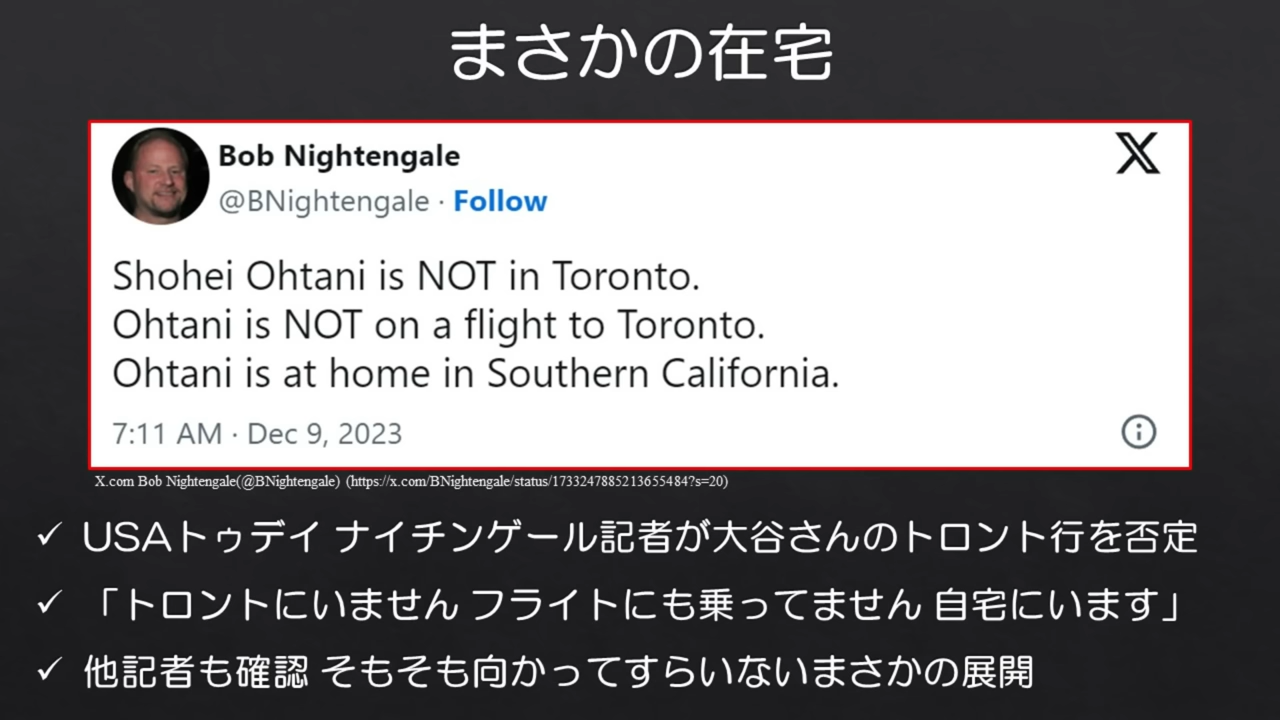 まさかの在宅
Bob Nightengale
@BNightengale · Follow
X
Shohei Ohtani is NOT in Toronto.
Ohtani is NOT on a flight to Toronto.
Ohtani is at home in Southern California.
7:11 AM · Dec 9, 2023
X.com Bob Nightengale(@BNightengale) (https://x.com/BNightengale/status/1733247885213655484?s=20)
✓ USAトゥデイ ナイチンゲール記者が大谷さんのトロント行を否定
✓ 「トロントにいません フライトにも乗ってません 自宅にいます」
✓ 他記者も確認 そもそも向かってすらいないまさかの展開